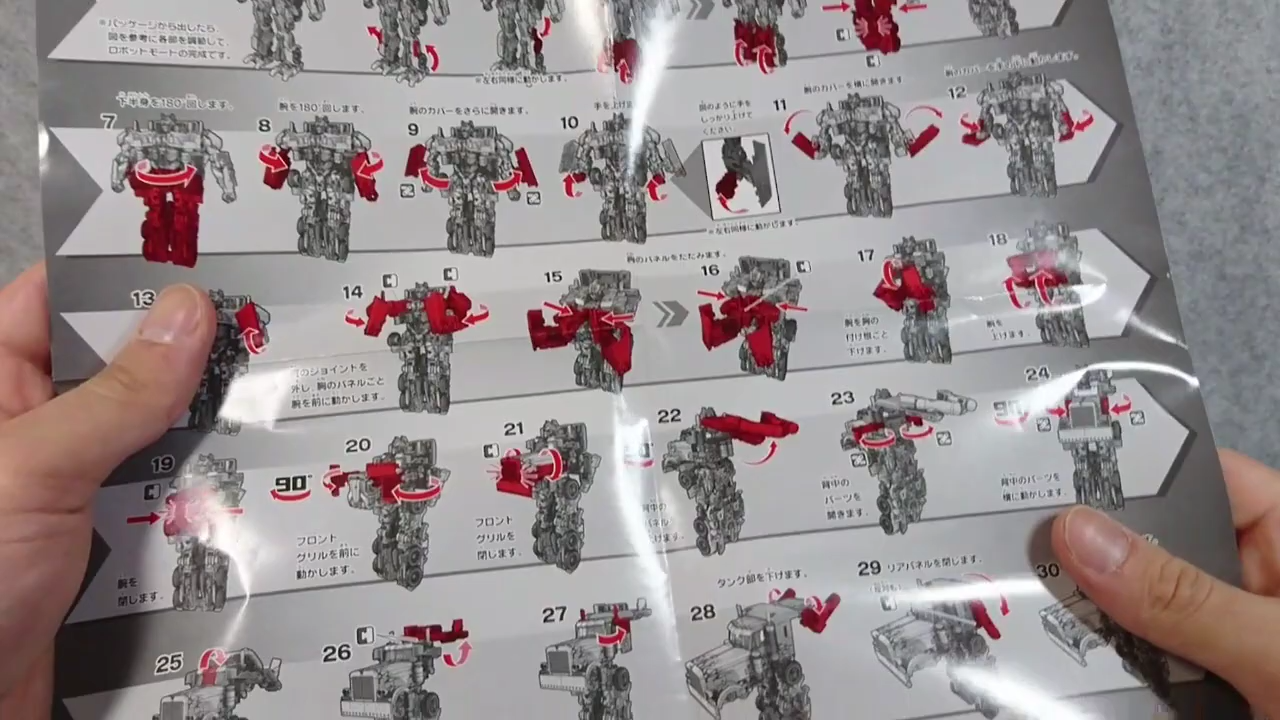 ※パッケージから出したら、
図を参考に各部を調節して、
ロボットモードの完成です。
※左右同様に動かします。
7
下半身を180°回します。
8
腕を180°回します。
9
腕のカバーをさらに開きます。
10
手を上げ
図のように手を
しっかり上げて
ください。
※左右同様に動かします。
11
腕のカバーを横に開きます
12
13
14
のジョイントを
外し、胸のパネルごと
腕を前に動かします。
15
胸のパネルをたたみます。
16
17
腕を胸の
付け根ごと
下げます。
18
腕を
上げます。
19
腕を
閉じます。
20
90°
フロント
グリルを前に
動かします。
21
フロント
グリルを
閉じます。
22
23
背中の
パーツを
開きます。
24
90°
背中のパーツを
横に動かします。
25
26
27
28
タンク部を下げます。
29
リアパネルを閉じます。
30